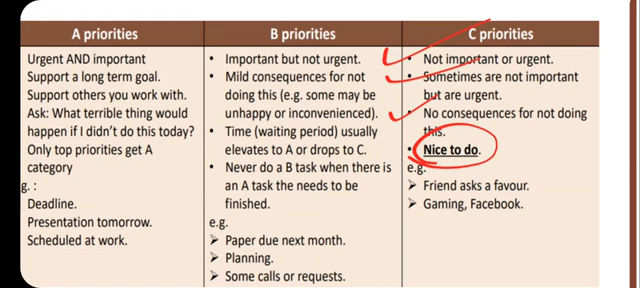 A priorities
Urgent AND important
Support a long term goal.
Support others you work with.
Ask: What terrible thing would
happen if I didn't do this today?
Only top priorities get A
category
g. :
Deadline.
Presentation tomorrow.
Scheduled at work.
B priorities
• Important but not urgent.
• Mild consequences for not
doing this (e.g. some may be
unhappy or inconvenienced).
• Time (waiting period) usually
elevates to A or drops to C.
• Never do a B task when there is
an A task the needs to be
finished.
e.g.
➢ Paper due next month.
➢ Planning.
➢ Some calls or requests.
C priorities
• Not important or urgent.
• Sometimes are not important
but are urgent.
• No consequences for not doing
this.
• Nice to do.
e.g.
➢ Friend asks a favour.
➢ Gaming, Facebook.